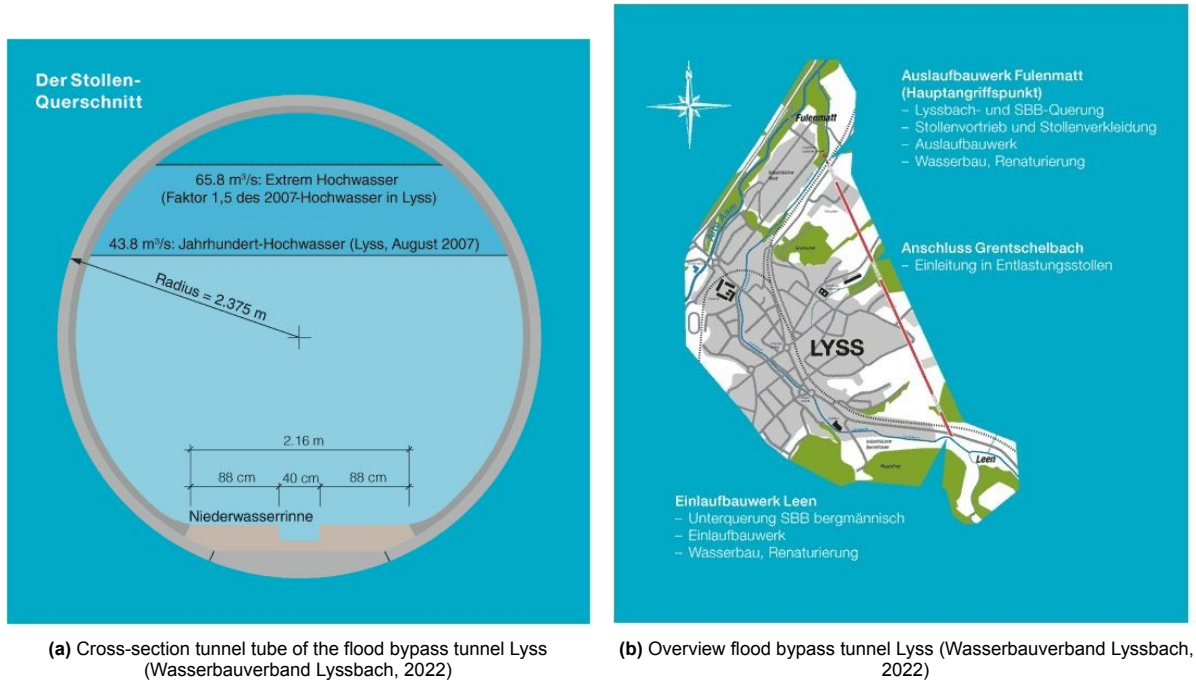 Der Stollen-
Querschnitt
65.8 m³/s: Extrem Hochwasser
(Faktor 1,5 des 2007-Hochwasser in Lyss)
43.8 m³/s: Jahrhundert-Hochwasser (Lyss, August 2007)
Radius = 2.375 m
2.16 m
88 cm
40 cm
88 cm
Niederwasserrinne
(a) Cross-section tunnel tube of the flood bypass tunnel Lyss
(Wasserbauverband Lyssbach, 2022)
N
Auslaufbauwerk Fulenmatt
(Hauptangriffspunkt)
– Lyssbach- und SBB-Querung
– Stollenvortrieb und Stollenverkleidung
– Auslaufbauwerk
– Wasserbau, Renaturierung
Fulenmatt
Alte Aare
Anschluss Grentschelbach
– Einleitung in Entlastungsstollen
LYSS
Leen
Einlaufbauwerk Leen
– Unterquerung SBB bergmännisch
– Einlaufbauwerk
– Wasserbau, Renaturierung
(b) Overview flood bypass tunnel Lyss (Wasserbauverband Lyssbach,
2022)